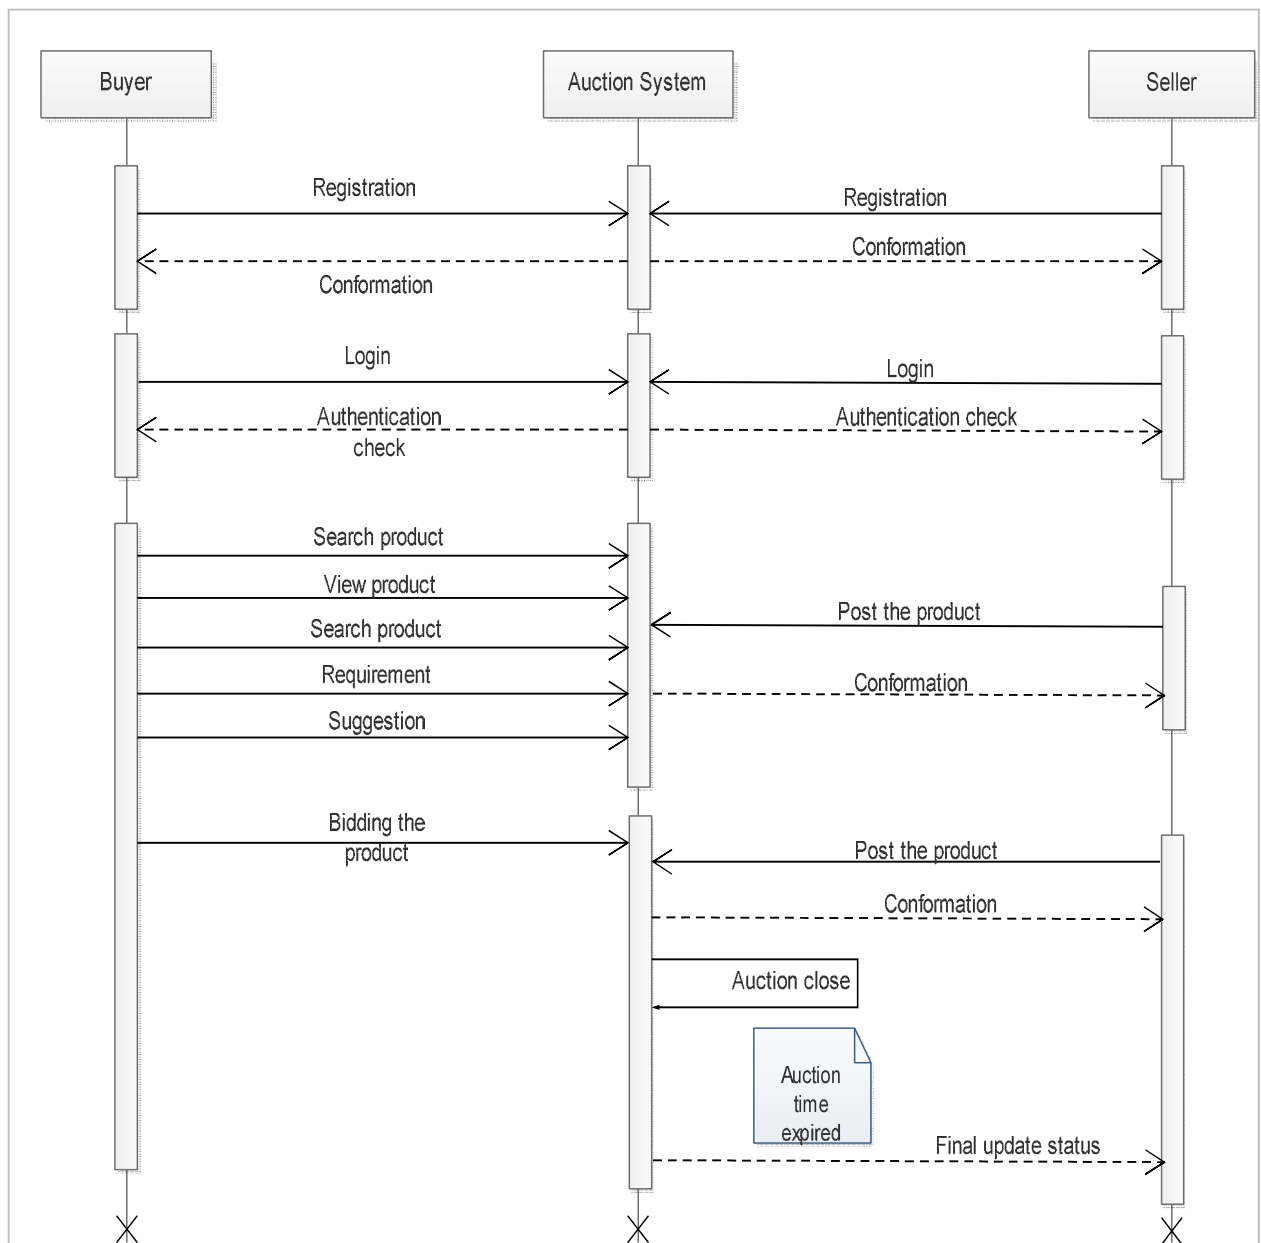 Buyer
Auction System
Seller
Registration
Registration
Conformation
Conformation
Login
Login
Authentication
check
Authentication check
Search product
View product
Post the product
Search product
Requirement
Conformation
Suggestion
Bidding the
product
Post the product
Conformation
Auction close
Auction
time
expired
Final update status